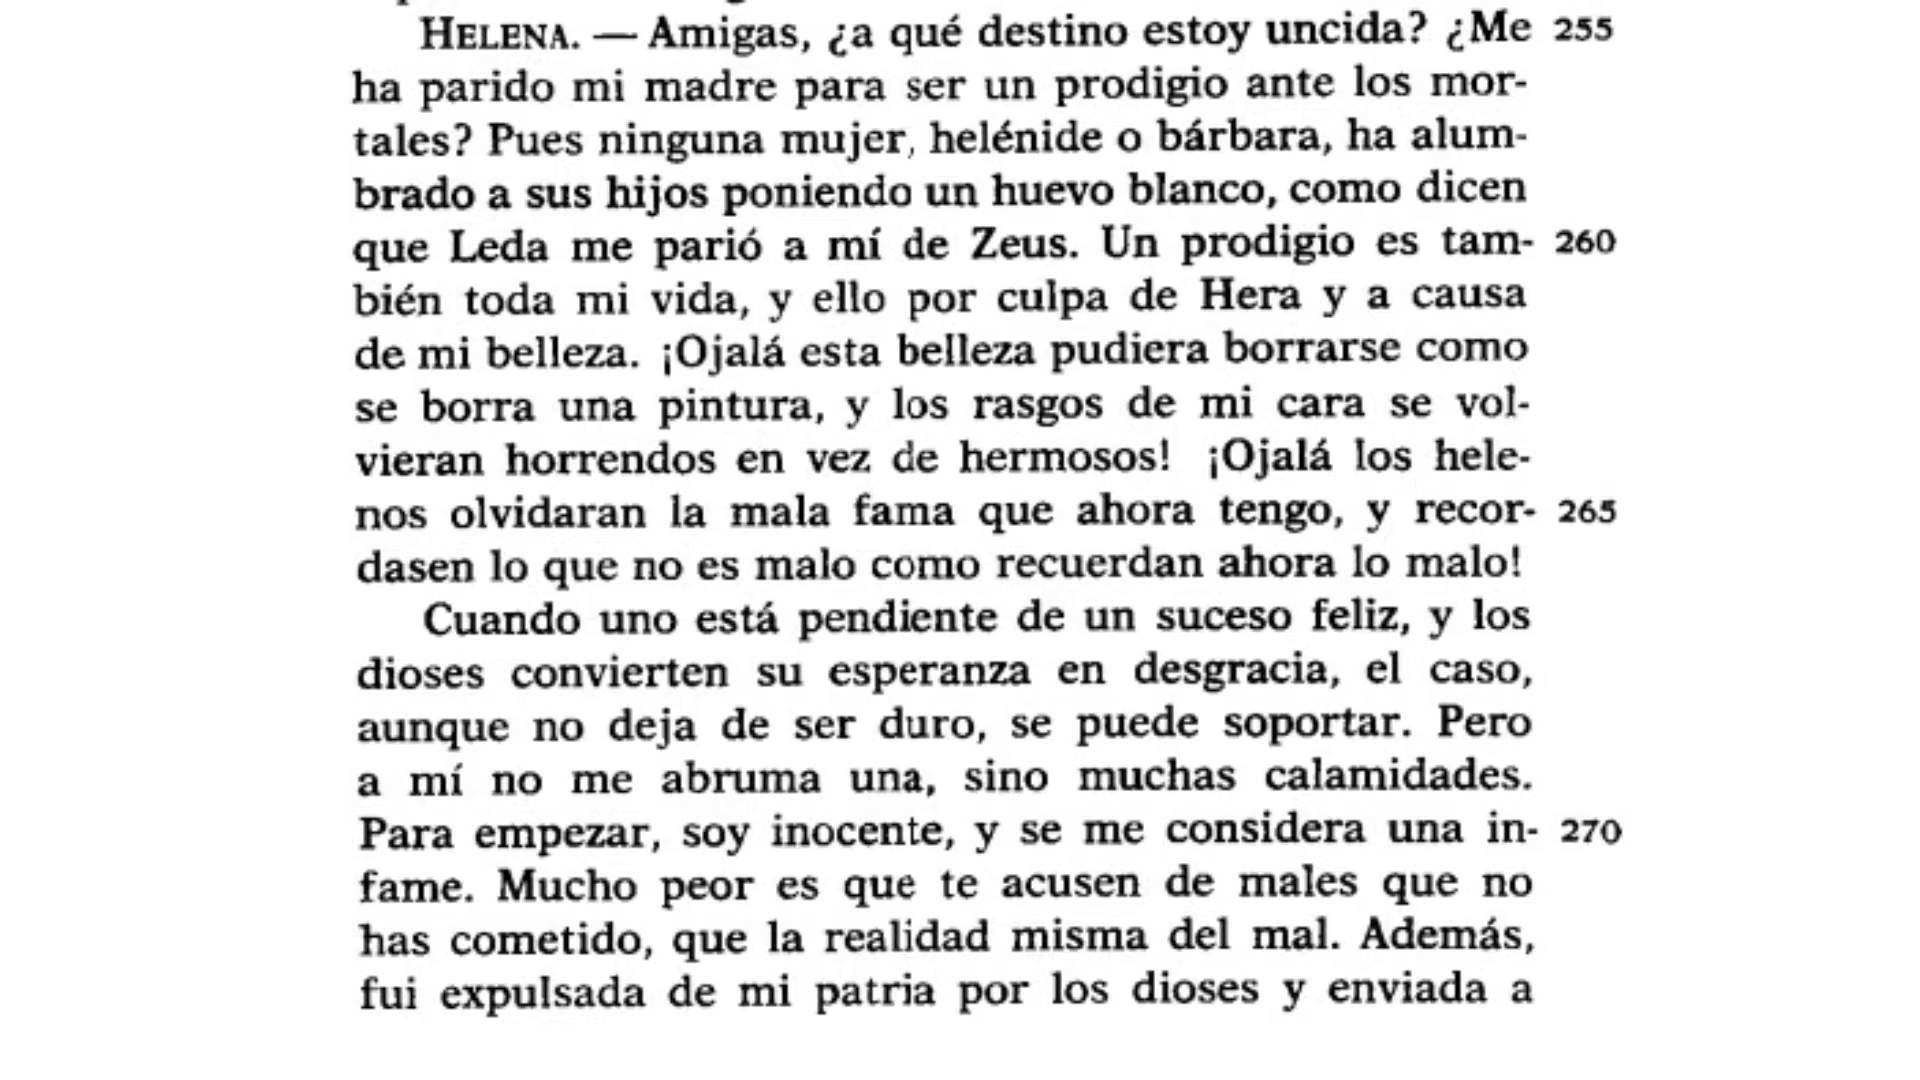 HELENA. — Amigas, ¿a qué destino estoy uncida? ¿Me 255
ha parido mi madre para ser un prodigio ante los mor-
tales? Pues ninguna mujer, helénide o bárbara, ha alum-
brado a sus hijos poniendo un huevo blanco, como dicen
que Leda me parió a mí de Zeus. Un prodigio es tam- 260
bién toda mi vida, y ello por culpa de Hera y a causa
de mi belleza. ¡Ojalá esta belleza pudiera borrarse como
se borra una pintura, y los rasgos de mi cara se vol-
vieran horrendos en vez de hermosos! ¡Ojalá los hele-
nos olvidaran la mala fama que ahora tengo, y recor- 265
dasen lo que no es malo como recuerdan ahora lo malo!
Cuando uno está pendiente de un suceso feliz, y los
dioses convierten su esperanza en desgracia, el caso,
aunque no deja de ser duro, se puede soportar. Pero
a mí no me abruma una, sino muchas calamidades.
Para empezar, soy inocente, y se me considera una in- 270
fame. Mucho peor es que te acusen de males que no
has cometido, que la realidad misma del mal. Además,
fui expulsada de mi patria por los dioses y enviada a